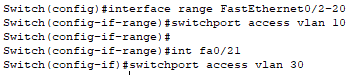 Switch(config)#interface range FastEthernet0/2-20
Switch(config-if-range)#switchport access vlan 10
Switch(config-if-range)#
Switch(config-if-range)#int fa0/21
Switch(config-if)#switchport access vlan 30